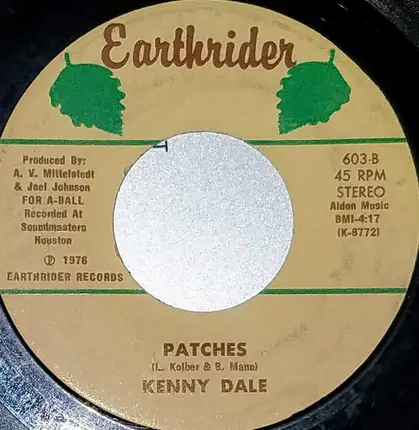 Earthrider
Produced By:
A. V. Mittelstedt
& Joel Johnson
FOR A-BALL
Recorded At
Soundmasters
Houston
Ⓟ 1976
EARTHRIDER RECORDS
603-B
45 RPM
STEREO
Aldon Music
BMI-4:17
(K-8772)
PATCHES
(L. Kolber & B. Mann)
KENNY DALE